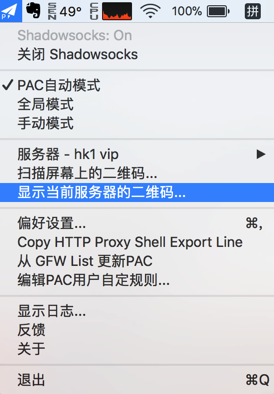 SEN 49° CPU 100% 拼
Shadowsocks: On
关闭 Shadowsocks
✓ PAC自动模式
全局模式
手动模式
服务器 - hk1 vip ▶
扫描屏幕上的二维码...
显示当前服务器的二维码...
偏好设置... ⌘,
Copy HTTP Proxy Shell Export Line
从 GFW List 更新PAC
编辑PAC用户自定规则...
显示日志...
反馈
关于
退出 ⌘Q